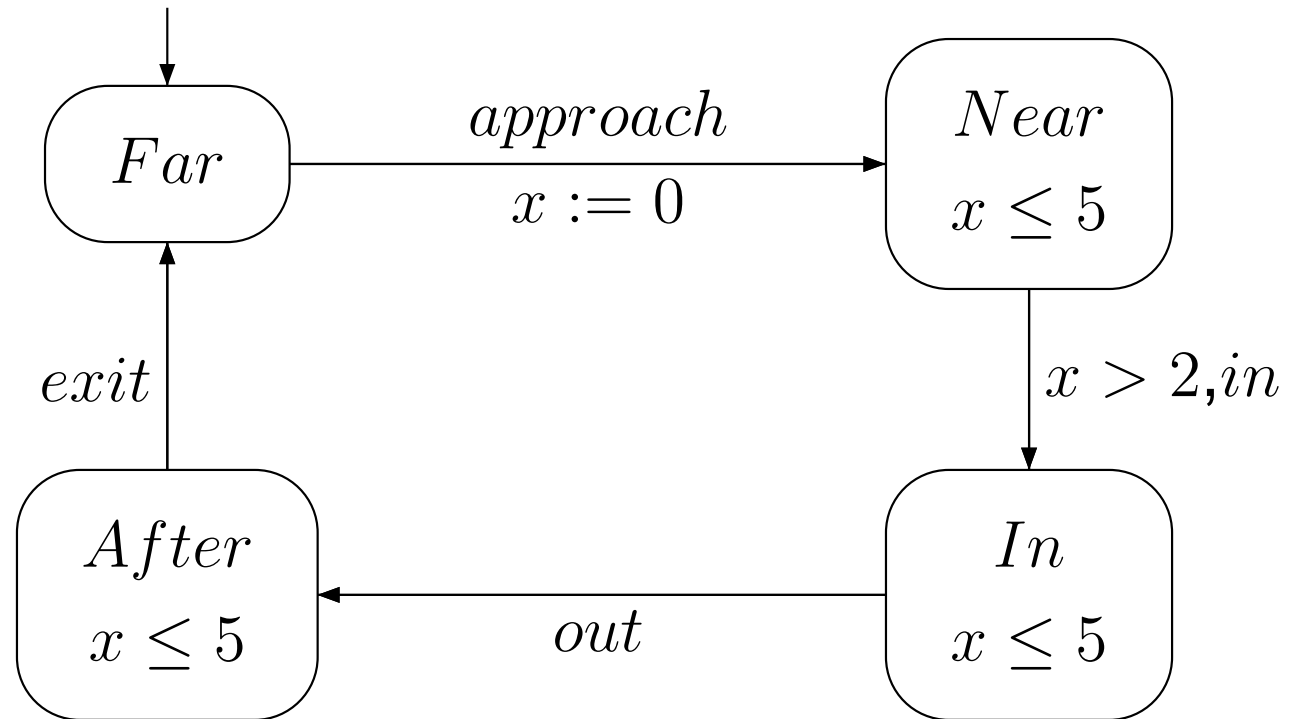 Far
approach
x := 0
Near
x ≤ 5
exit
x > 2,in
After
x ≤ 5
out
In
x ≤ 5